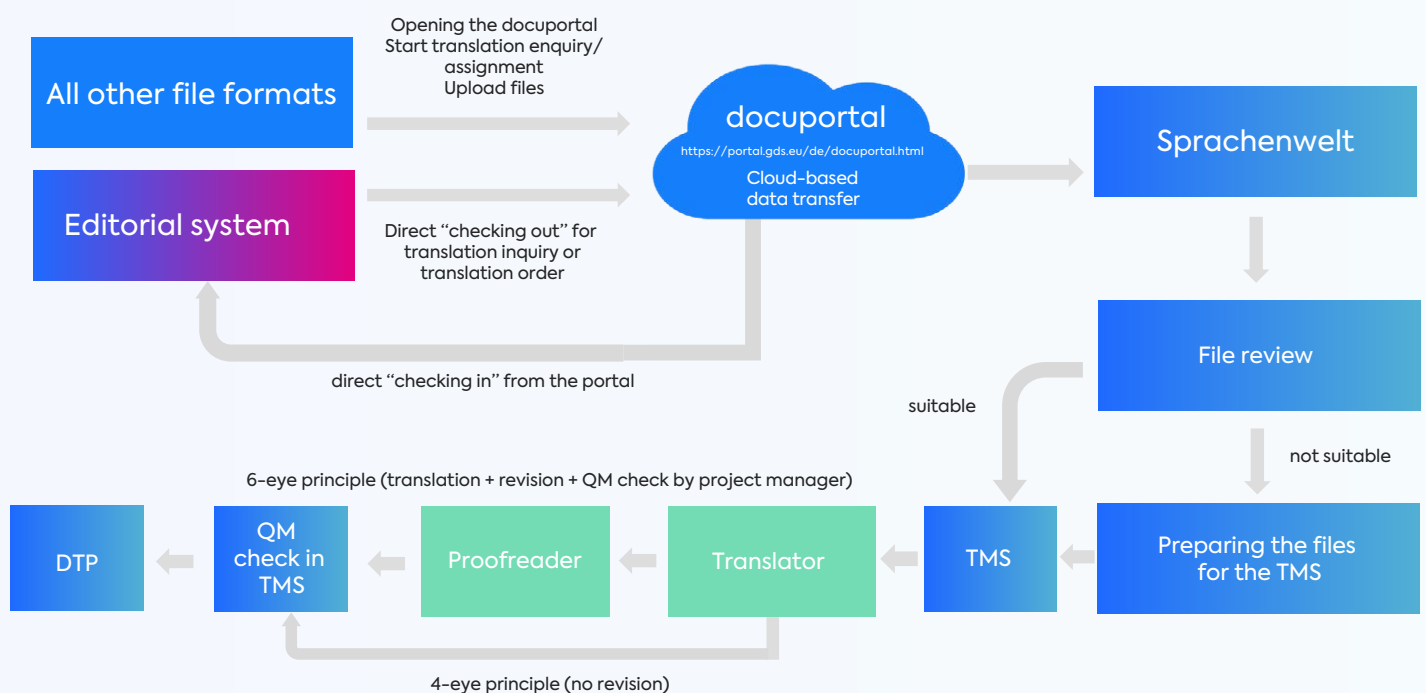 Opening the docuportal
Start translation enquiry/
assignment
Upload files
All other file formats
docuportal
https://portal.gds.eu/de/docuportal.html
Cloud-based
data transfer
Sprachenwelt
Editorial system
Direct “checking out” for
translation inquiry or
translation order
direct “checking in” from the portal
File review
suitable
not suitable
6-eye principle (translation + revision + QM check by project manager)
DTP
QM
check in
TMS
Proofreader
Translator
TMS
Preparing the files
for the TMS
4-eye principle (no revision)